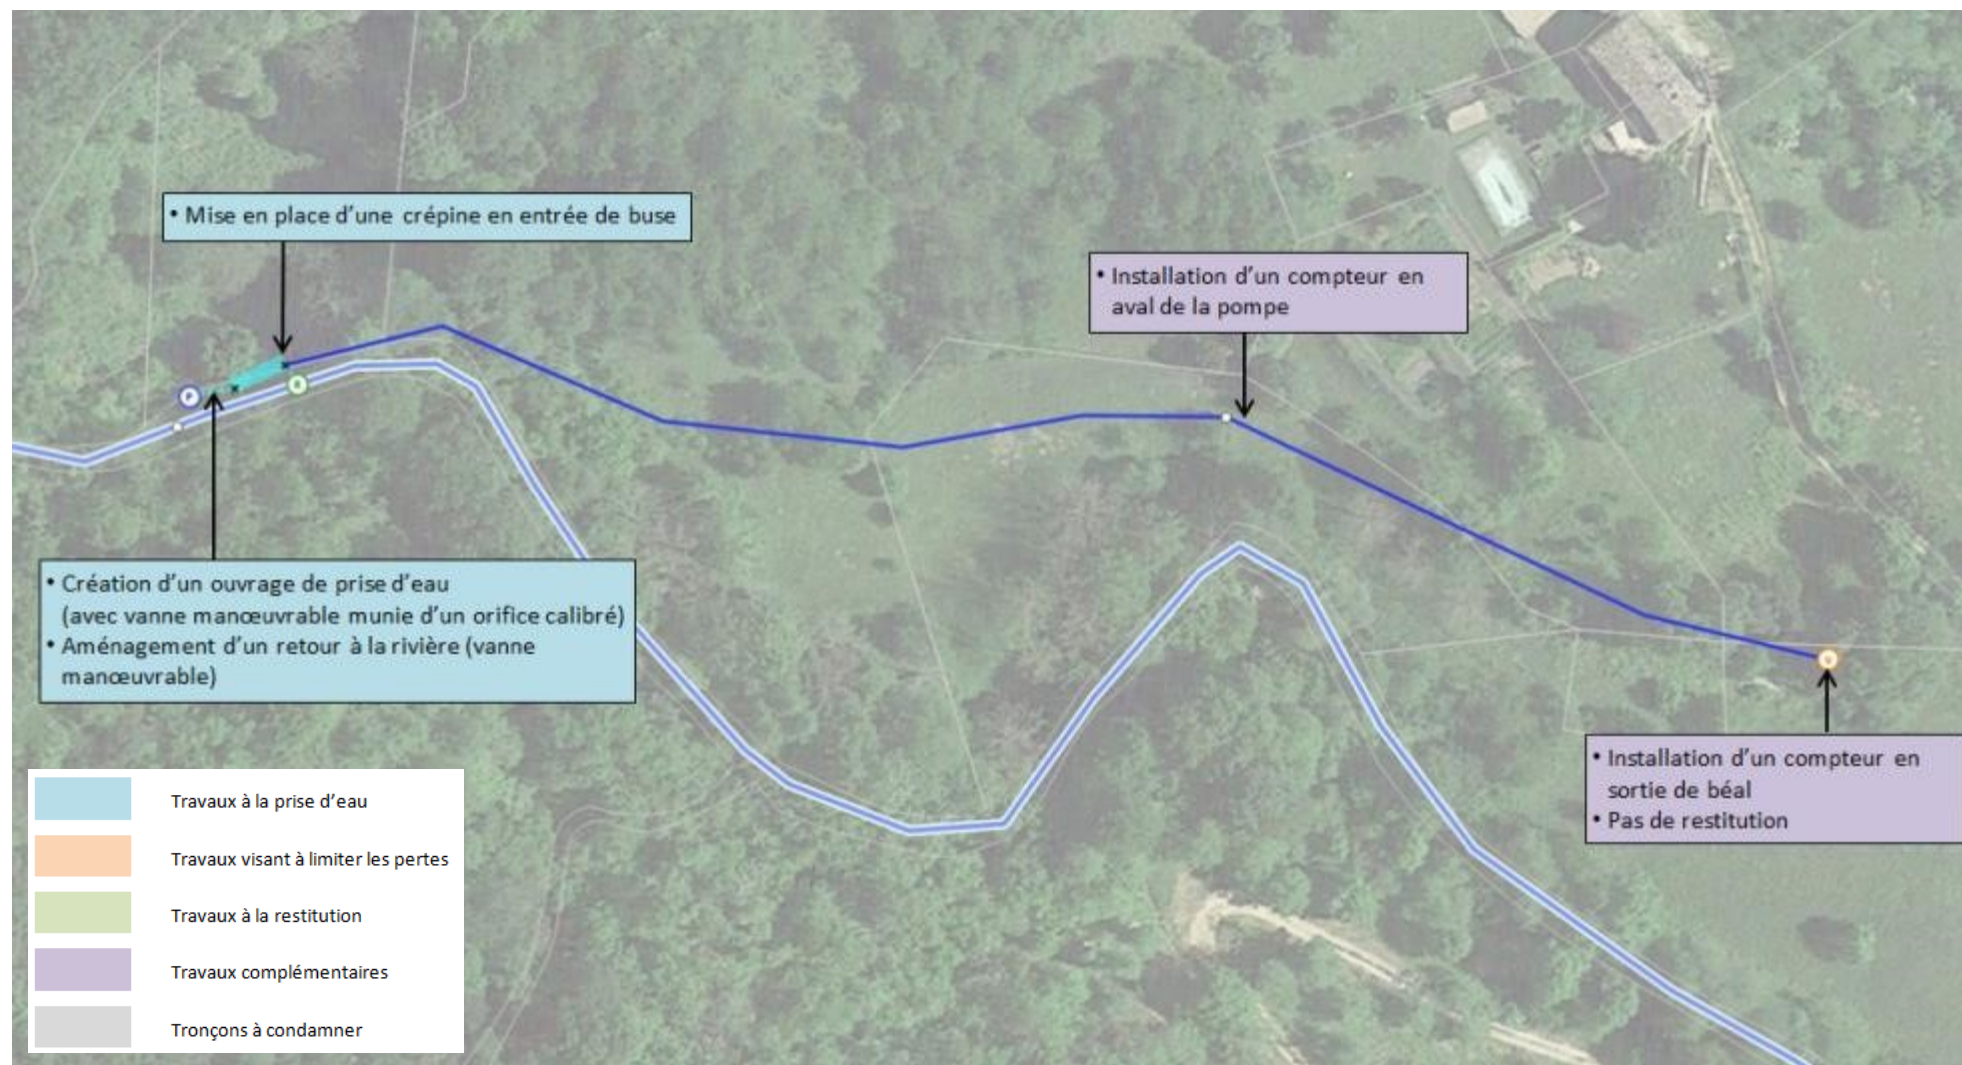 • Mise en place d'une crépine en entrée de buse
• Installation d'un compteur en
aval de la pompe
P
• Création d'un ouvrage de prise d'eau
(avec vanne manœuvrable munie d'un orifice calibré)
• Aménagement d'un retour à la rivière (vanne
manœuvrable)
• Installation d'un compteur en
sortie de béal
• Pas de restitution
Travaux à la prise d'eau
Travaux visant à limiter les pertes
Travaux à la restitution
Travaux complémentaires
Tronçons à condamner